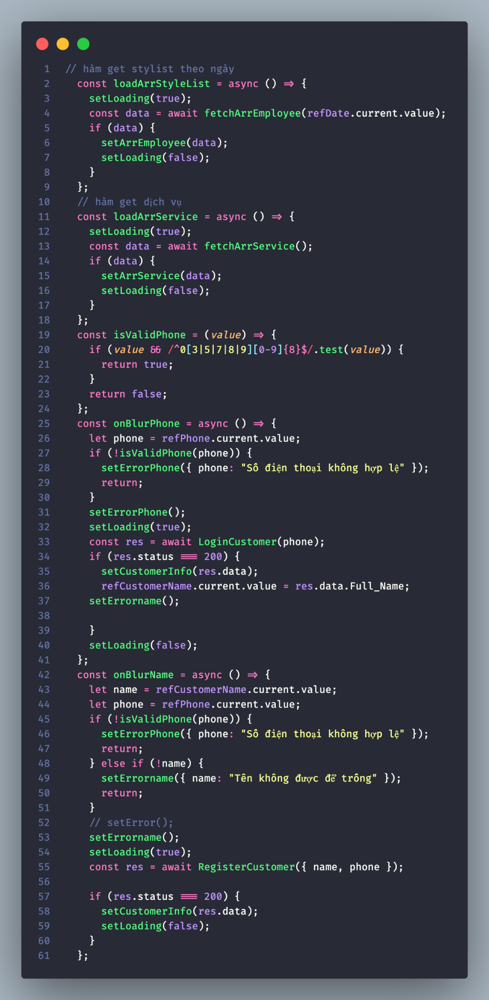 1 // hàm get stylist theo ngày
2 const loadArrStyleList = async () => {
3 setLoading(true);
4 const data = await fetchArrEmployee(refDate.current.value);
5 if (data) {
6 setArrEmployee(data);
7 setLoading(false);
8 }
9 };
10 // hàm get dịch vụ
11 const loadArrService = async () => {
12 setLoading(true);
13 const data = await fetchArrService();
14 if (data) {
15 setArrService(data);
16 setLoading(false);
17 }
18 };
19 const isValidPhone = (value) => {
20 if (value && /^0[3|5|7|8|9][0-9]{8}$/.test(value)) {
21 return true;
22 }
23 return false;
24 };
25 const onBlurPhone = async () => {
26 let phone = refPhone.current.value;
27 if (!isValidPhone(phone)) {
28 setErrorPhone({ phone: "Số điện thoại không hợp lệ" });
29 return;
30 }
31 setErrorPhone();
32 setLoading(true);
33 const res = await LoginCustomer(phone);
34 if (res.status === 200) {
35 setCustomerInfo(res.data);
36 refCustomerName.current.value = res.data.Full_Name;
37 setErrorname();
38
39 }
40 setLoading(false);
41 };
42 const onBlurName = async () => {
43 let name = refCustomerName.current.value;
44 let phone = refPhone.current.value;
45 if (!isValidPhone(phone)) {
46 setErrorPhone({ phone: "Số điện thoại không hợp lệ" });
47 return;
48 } else if (!name) {
49 setErrorname({ name: "Tên không được để trống" });
50 return;
51 }
52 // setError();
53 setErrorname();
54 setLoading(true);
55 const res = await RegisterCustomer({ name, phone });
56
57 if (res.status === 200) {
58 setCustomerInfo(res.data);
59 setLoading(false);
60 }
61 };